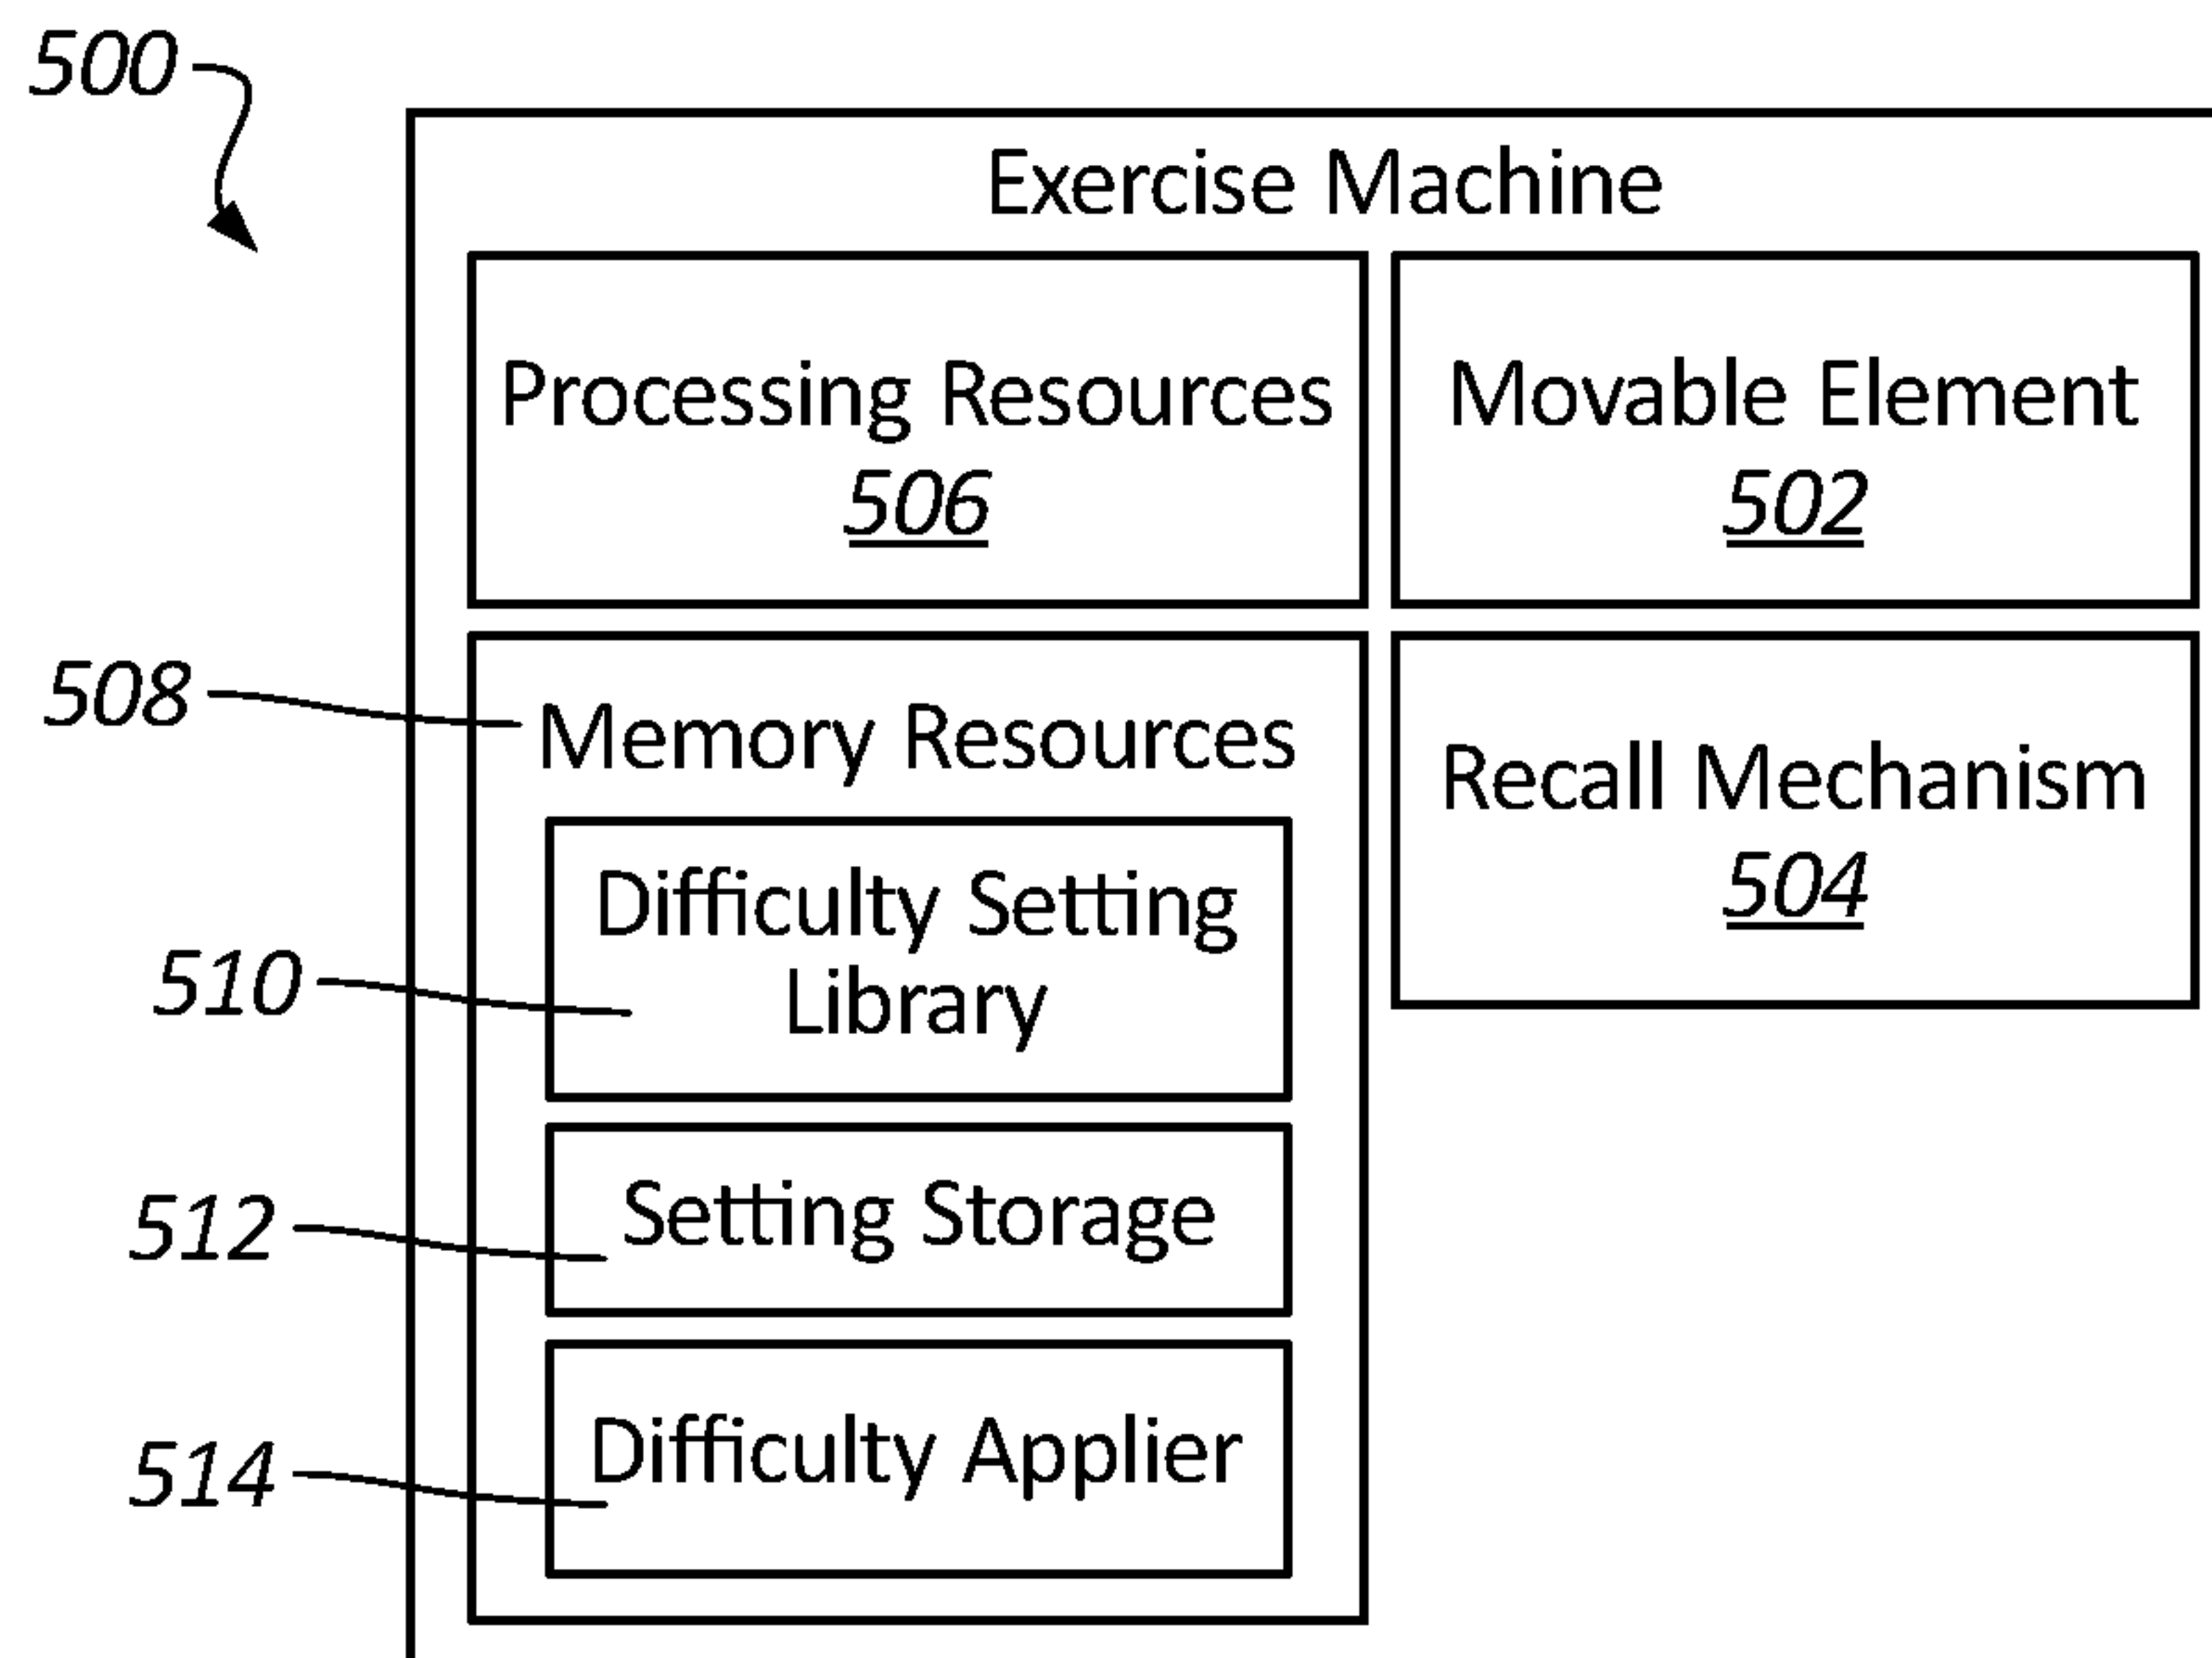 500
Exercise Machine
Processing Resources
506
Movable Element
502
508
Memory Resources
Recall Mechanism
504
Difficulty Setting
Library
510
512
Setting Storage
514
Difficulty Applier